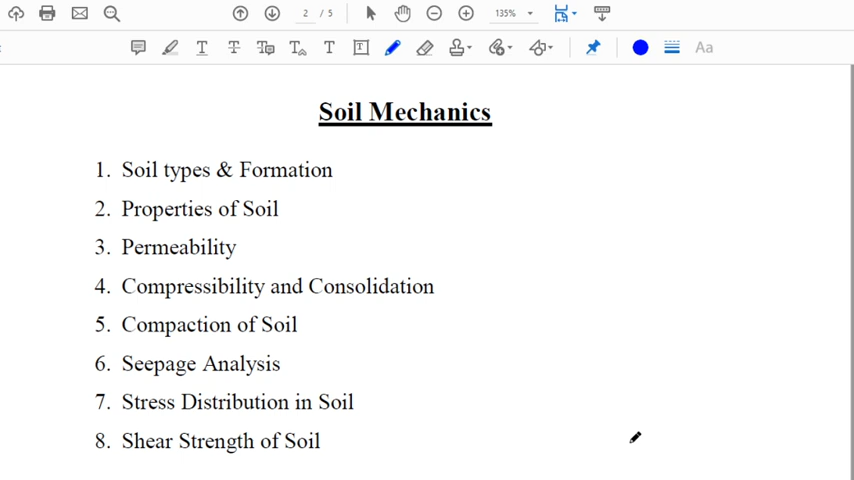 2 / 5
135%
T T T T T Aa
Soil Mechanics
1. Soil types & Formation
2. Properties of Soil
3. Permeability
4. Compressibility and Consolidation
5. Compaction of Soil
6. Seepage Analysis
7. Stress Distribution in Soil
8. Shear Strength of Soil